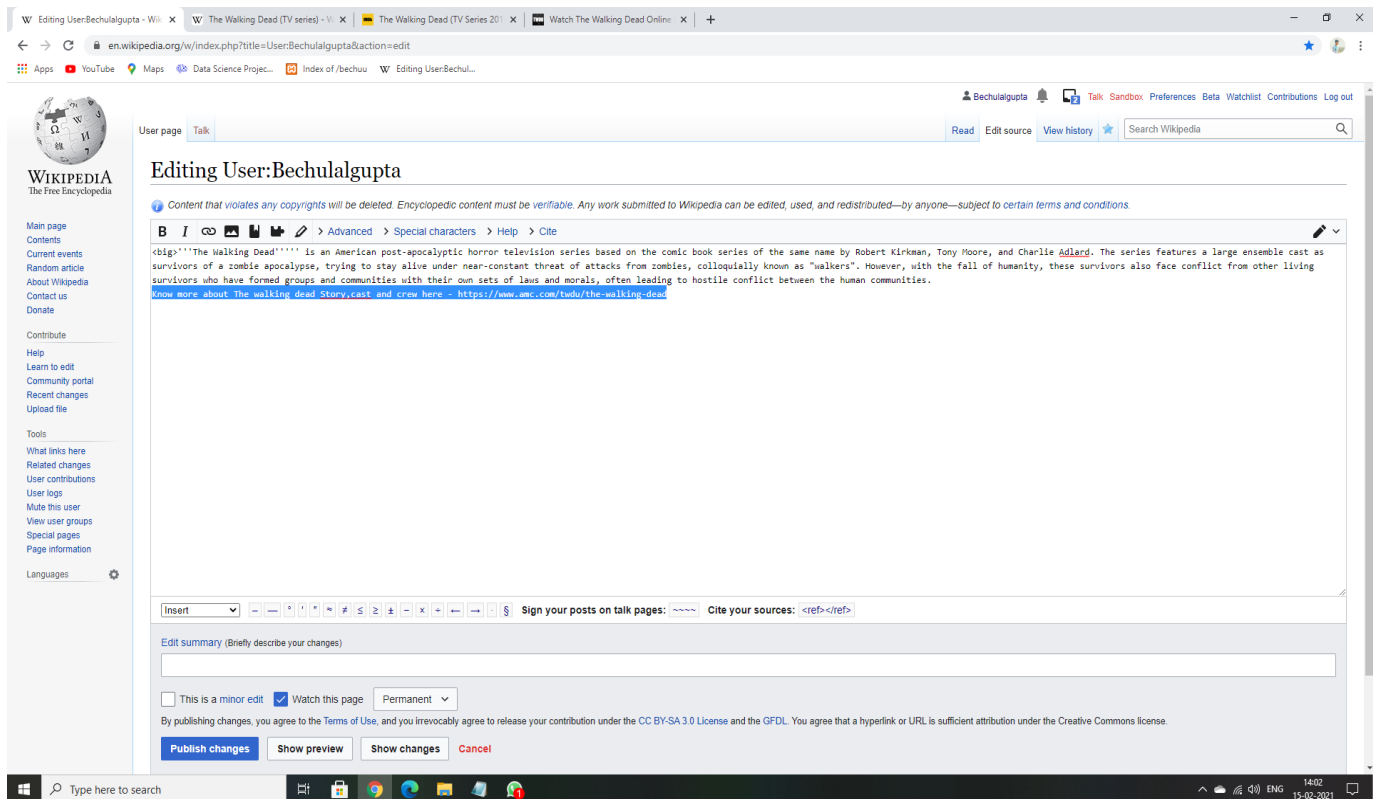 Editing User:Bechulalgupta - Wiki
The Walking Dead (TV series) - W
The Walking Dead (TV Series 201
Watch The Walking Dead Online
en.wikipedia.org/w/index.php?title=User:Bechulalgupta&action=edit
Apps YouTube Maps Data Science Projec... Index of /bechuu Editing User:Bechul...
Bechulalgupta 2 Talk Sandbox Preferences Beta Watchlist Contributions Log out
User page Talk Read Edit source View history Search Wikipedia
WIKIPEDIA
The Free Encyclopedia
Main page
Contents
Current events
Random article
About Wikipedia
Contact us
Donate
Contribute
Help
Learn to edit
Community portal
Recent changes
Upload file
Tools
What links here
Related changes
User contributions
User logs
Mute this user
View user groups
Special pages
Page information
Languages
Editing User:Bechulalgupta
Content that violates any copyrights will be deleted. Encyclopedic content must be verifiable. Any work submitted to Wikipedia can be edited, used, and redistributed—by anyone—subject to certain terms and conditions.
B I Advanced Special characters Help Cite
<big>'''The Walking Dead''''' is an American post-apocalyptic horror television series based on the comic book series of the same name by Robert Kirkman, Tony Moore, and Charlie Adlard. The series features a large ensemble cast as
survivors of a zombie apocalypse, trying to stay alive under near-constant threat of attacks from zombies, colloquially known as "walkers". However, with the fall of humanity, these survivors also face conflict from other living
survivors who have formed groups and communities with their own sets of laws and morals, often leading to hostile conflict between the human communities.
Know more about The walking dead Story,cast and crew here - https://www.amc.com/twdu/the-walking-dead
Insert – — ° ′ ″ ≈ ≠ ≤ ≥ ± − × ÷ ← → · § Sign your posts on talk pages: ~~~~ Cite your sources: <ref></ref>
Edit summary (Briefly describe your changes)
This is a minor edit Watch this page Permanent
By publishing changes, you agree to the Terms of Use, and you irrevocably agree to release your contribution under the CC BY-SA 3.0 License and the GFDL. You agree that a hyperlink or URL is sufficient attribution under the Creative Commons license.
Publish changes Show preview Show changes Cancel
Type here to search
ENG
14:02
15-02-2021